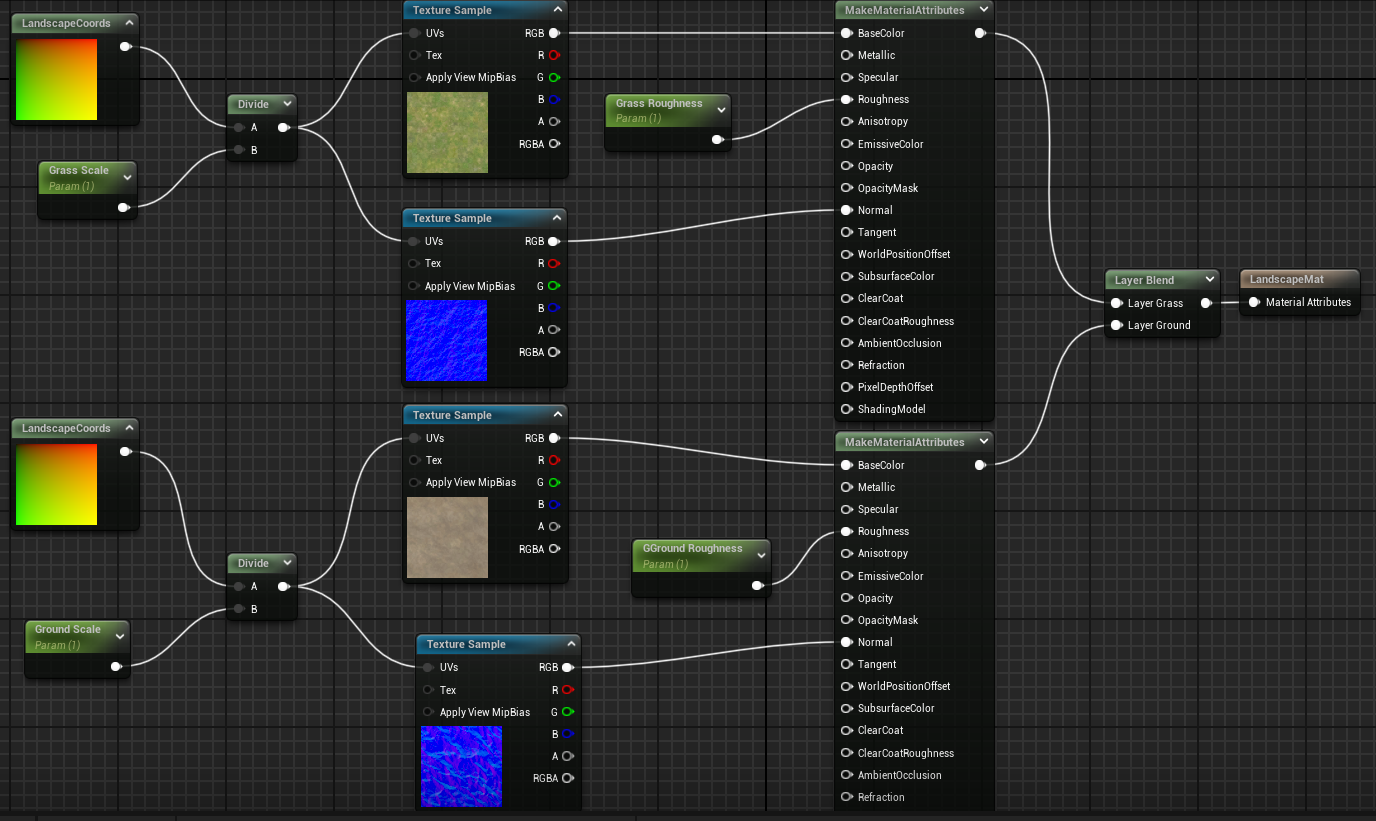 LandscapeCoords
Grass Scale
Param (1)
Divide
A
B
Texture Sample
UVs RGB
Tex R
Apply View MipBias G
B
A
RGBA
Texture Sample
UVs RGB
Tex R
Apply View MipBias G
B
A
RGBA
Grass Roughness
Param (1)
MakeMaterialAttributes
BaseColor
Metallic
Specular
Roughness
Anisotropy
EmissiveColor
Opacity
OpacityMask
Normal
Tangent
WorldPositionOffset
SubsurfaceColor
ClearCoat
ClearCoatRoughness
AmbientOcclusion
Refraction
PixelDepthOffset
ShadingModel
Layer Blend
Layer Grass
Layer Ground
LandscapeMat
Material Attributes
LandscapeCoords
Ground Scale
Param (1)
Divide
A
B
Texture Sample
UVs RGB
Tex R
Apply View MipBias G
B
A
RGBA
Texture Sample
UVs RGB
Tex R
Apply View MipBias G
B
A
RGBA
GGround Roughness
Param (1)
MakeMaterialAttributes
BaseColor
Metallic
Specular
Roughness
Anisotropy
EmissiveColor
Opacity
OpacityMask
Normal
Tangent
WorldPositionOffset
SubsurfaceColor
ClearCoat
ClearCoatRoughness
AmbientOcclusion
Refraction